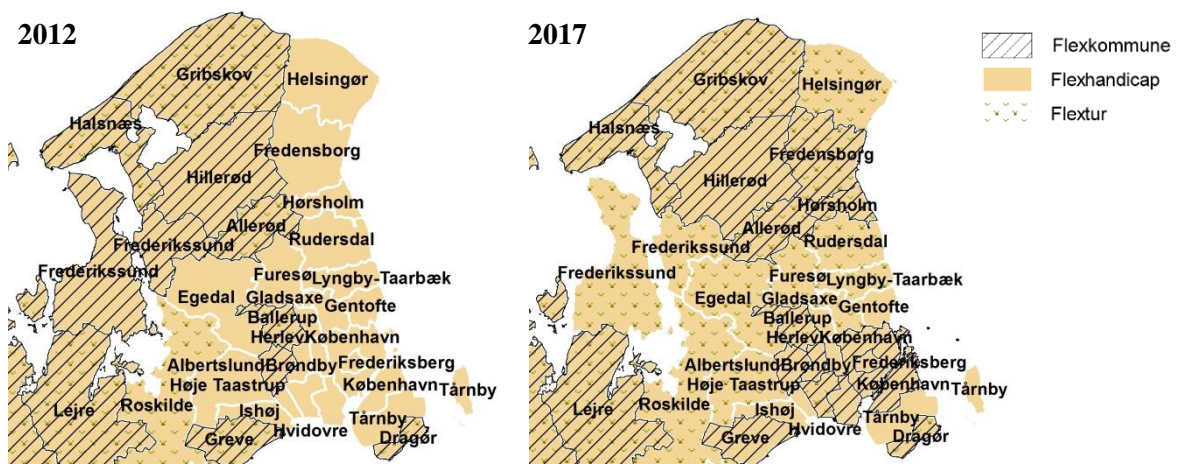 2012
Gribskov
Helsingør
Halsnæs
Fredensborg
Hillerød
Hørsholm
Allerød
Rudersdal
Frederikssund
Frederikssund
Furesø
Lyngby-Taarbæk
Egedal
Gladsaxe
Gentofte
Ballerup
Herlev
København
Albertslund
Brøndby
Frederiksberg
Høje Taastrup
København
Tårnby
Lejre
Roskilde
Ishøj
Tårnby
Greve
Hvidovre
Dragør
2017
Gribskov
Helsingør
Halsnæs
Fredensborg
Hillerød
Hørsholm
Allerød
Rudersdal
Frederikssund
Frederikssund
Furesø
Lyngby-Taarbæk
Egedal
Gladsaxe
Gentofte
Ballerup
Herlev
København
Albertslund
Brøndby
Frederiksberg
Høje Taastrup
København
Tårnby
Lejre
Roskilde
Ishøj
Tårnby
Greve
Hvidovre
Dragør
Flexkommune
Flexhandicap
Flextur